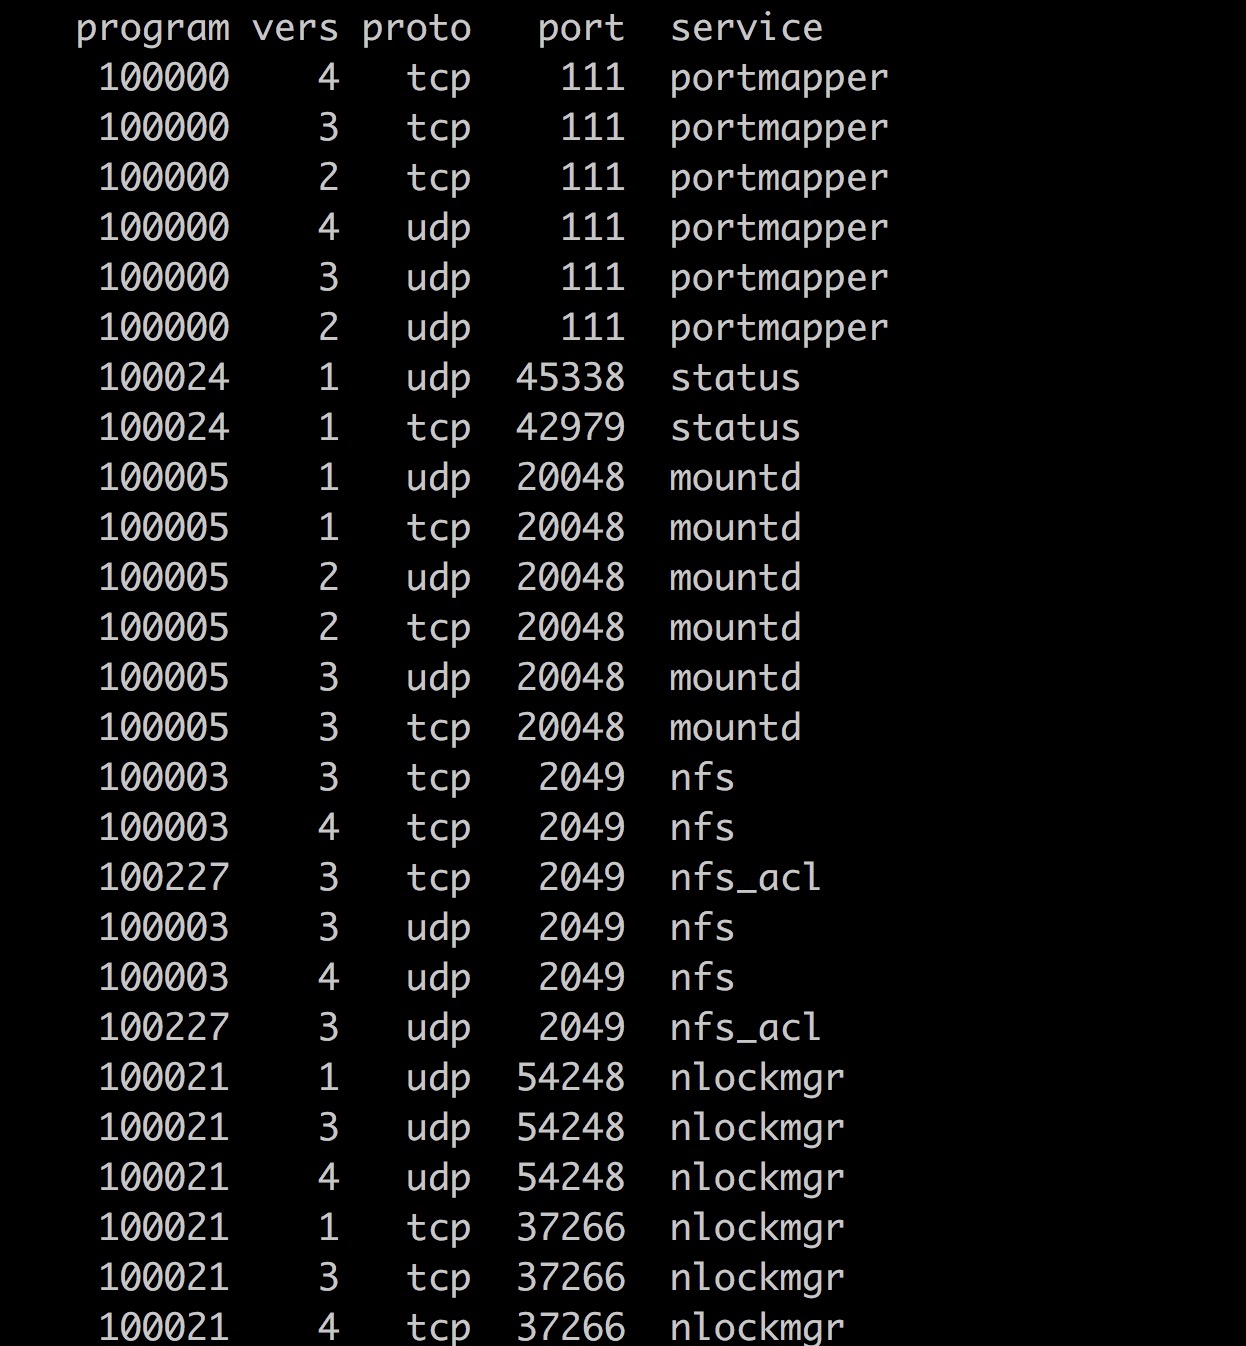 program vers proto   port  service
100000    4   tcp    111  portmapper
100000    3   tcp    111  portmapper
100000    2   tcp    111  portmapper
100000    4   udp    111  portmapper
100000    3   udp    111  portmapper
100000    2   udp    111  portmapper
100024    1   udp  45338  status
100024    1   tcp  42979  status
100005    1   udp  20048  mountd
100005    1   tcp  20048  mountd
100005    2   udp  20048  mountd
100005    2   tcp  20048  mountd
100005    3   udp  20048  mountd
100005    3   tcp  20048  mountd
100003    3   tcp   2049  nfs
100003    4   tcp   2049  nfs
100227    3   tcp   2049  nfs_acl
100003    3   udp   2049  nfs
100003    4   udp   2049  nfs
100227    3   udp   2049  nfs_acl
100021    1   udp  54248  nlockmgr
100021    3   udp  54248  nlockmgr
100021    4   udp  54248  nlockmgr
100021    1   tcp  37266  nlockmgr
100021    3   tcp  37266  nlockmgr
100021    4   tcp  37266  nlockmgr